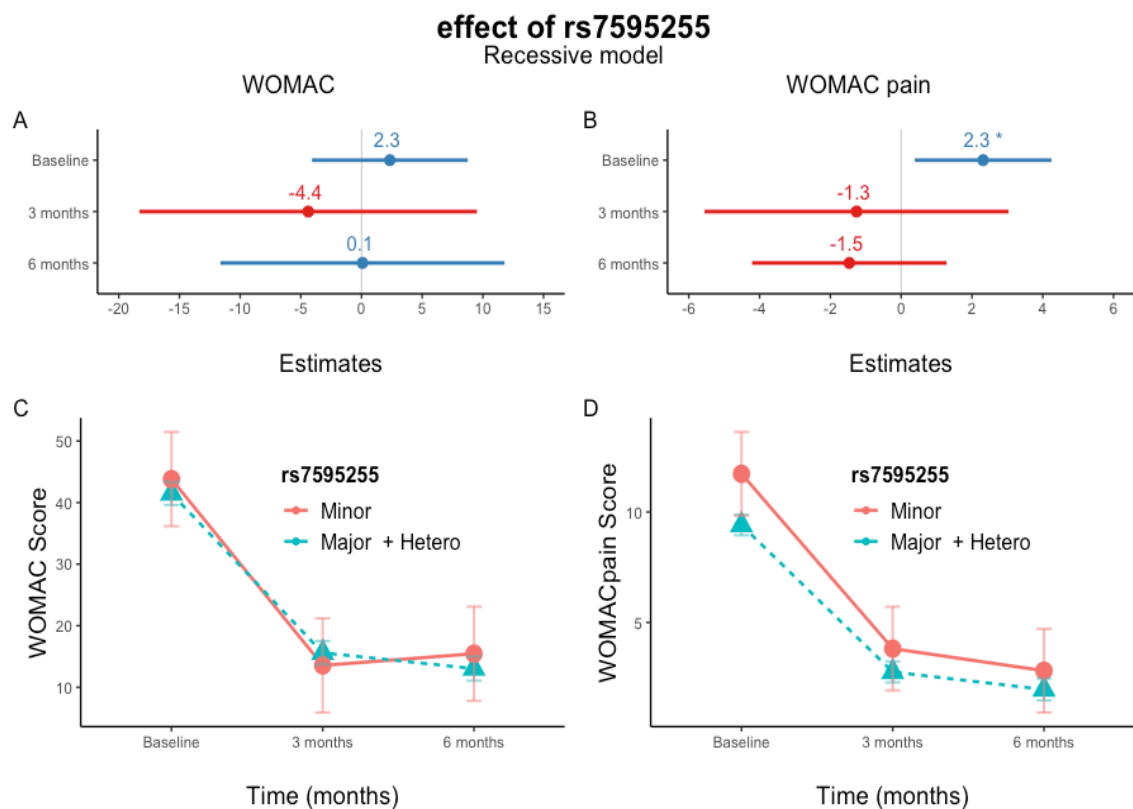 effect of rs7595255
Recessive model
WOMAC
WOMAC pain
A
2.3
Baseline
-4.4
3 months
0.1
6 months
-20 -15 -10 -5 0 5 10 15
Estimates
B
2.3 *
Baseline
-1.3
3 months
-1.5
6 months
-6 -4 -2 0 2 4 6
Estimates
C
WOMAC Score
50
40
30
20
10
rs7595255
Minor
Major + Hetero
Baseline 3 months 6 months
Time (months)
D
WOMACpain Score
10
5
rs7595255
Minor
Major + Hetero
Baseline 3 months 6 months
Time (months)